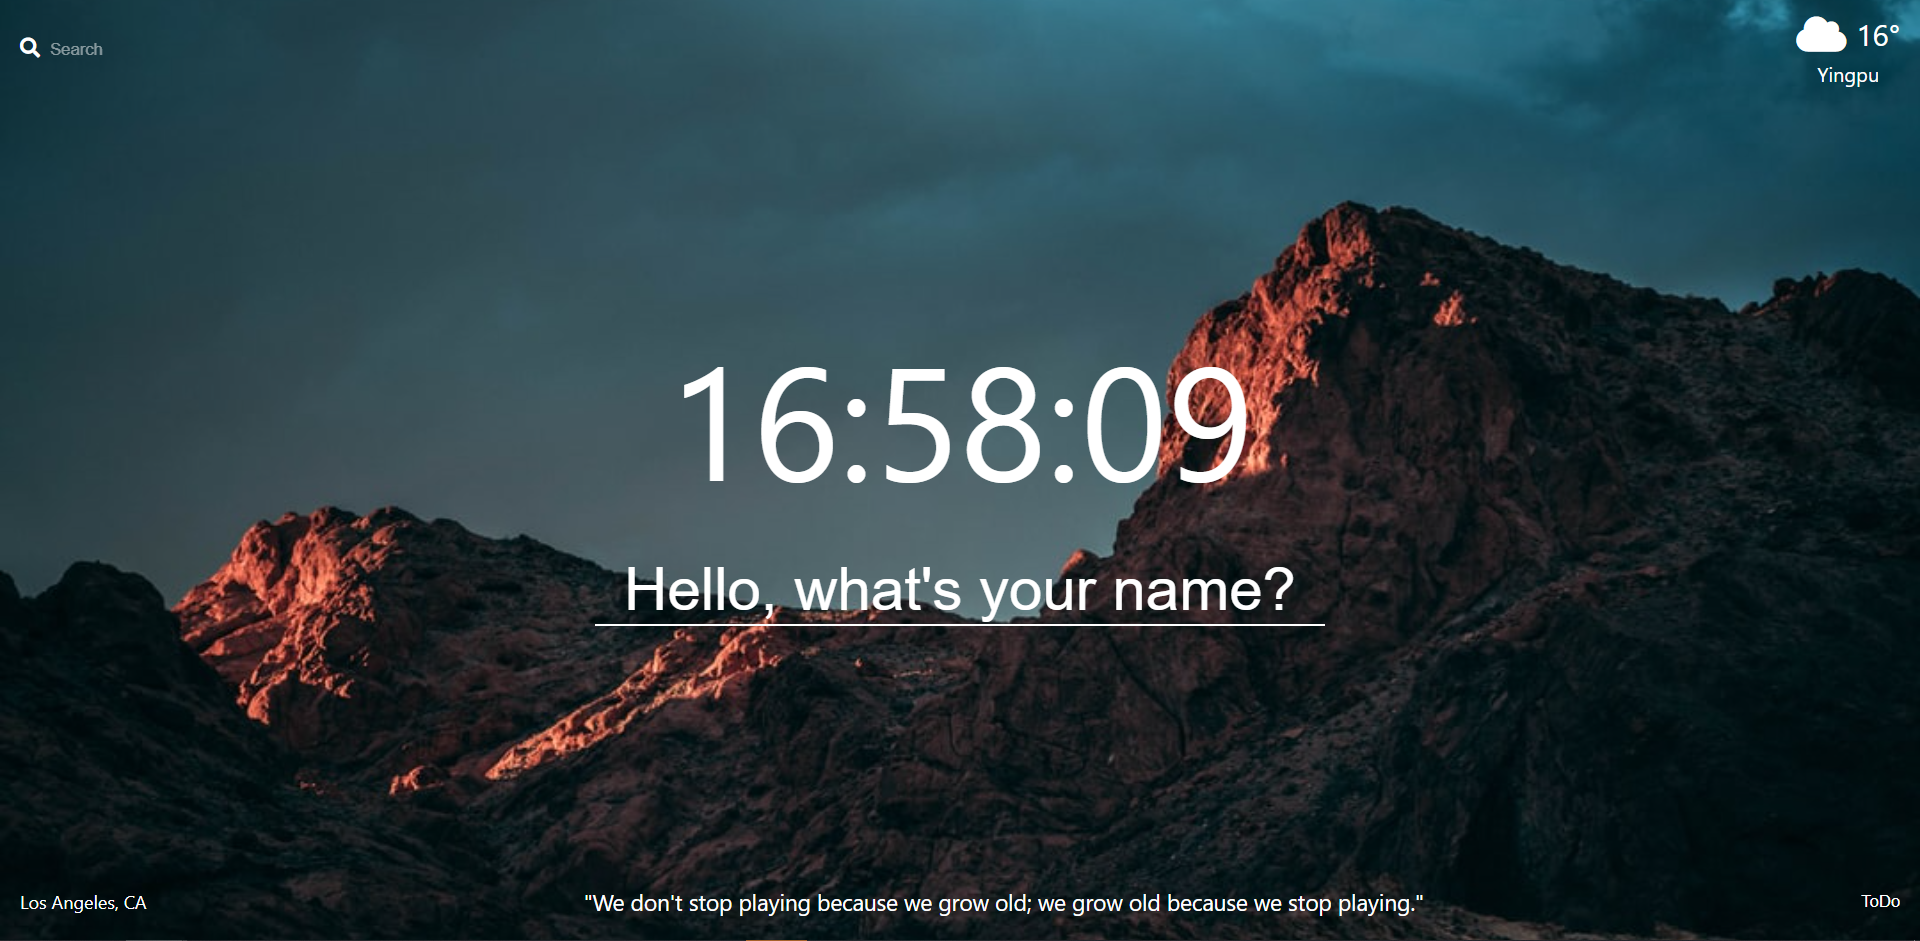 Search
16°
Yingpu
16:58:09
Hello, what's your name?
Los Angeles, CA
"We don't stop playing because we grow old; we grow old because we stop playing."
ToDo